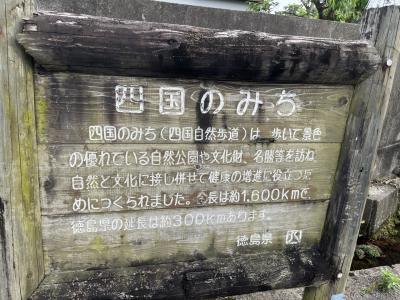 四国のみち
四国のみち(四国自然歩道)は 歩いて景色
の優れている自然公園や文化財、名勝等を訪ね、
自然と文化に接し併せて健康の増進に役立つた
めにつくられました。全長は約1,600kmで、
徳島県の延長は約300kmあります。
徳島県